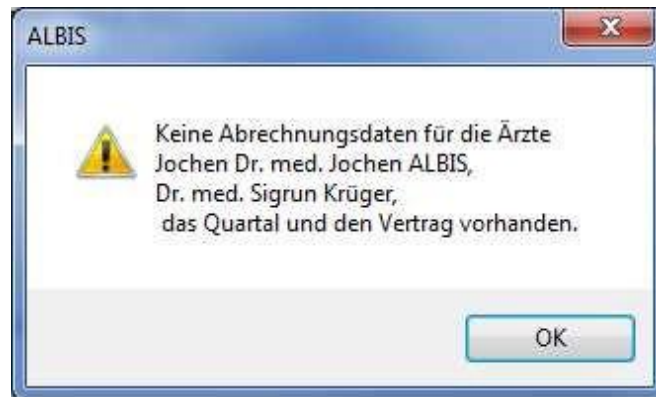 ALBIS
Keine Abrechnungsdaten für die Ärzte
Jochen Dr. med. Jochen ALBIS,
Dr. med. Sigrun Krüger,
das Quartal und den Vertrag vorhanden.
OK